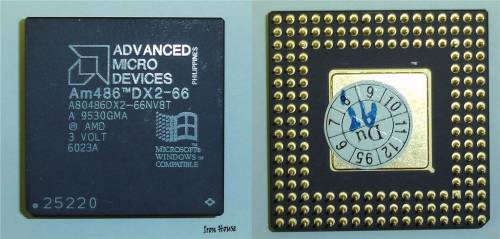 ADVANCED
MICRO
DEVICES
PHILIPPINES
Am486™DX2-66
A80486DX2-66NV8T
A 9530GMA
© AMD
3 VOLT
6023A
MICROSOFT®
WINDOWS™
COMPATIBLE
25220
Iron House
7 8 9 10 11 12 95 6
Du